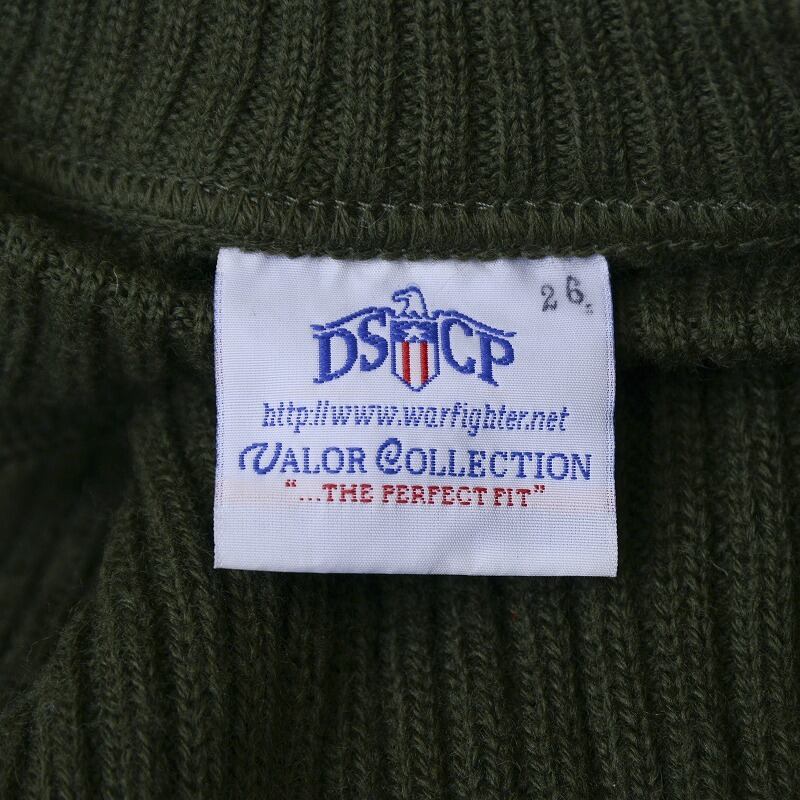 26.
DSCP
http://www.warfighter.net
VALOR COLLECTION
"...THE PERFECT FIT"